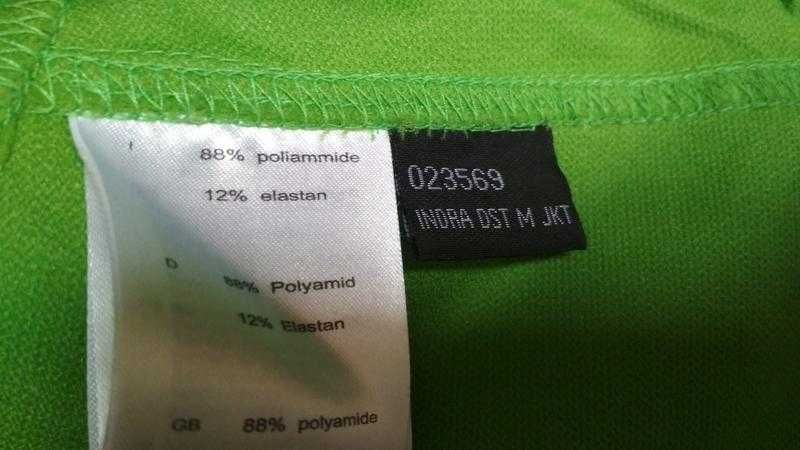 88% poliammide
12% elastan
D 88% Polyamid
12% Elastan
GB 88% polyamide
023569
INDRA DST M JKT